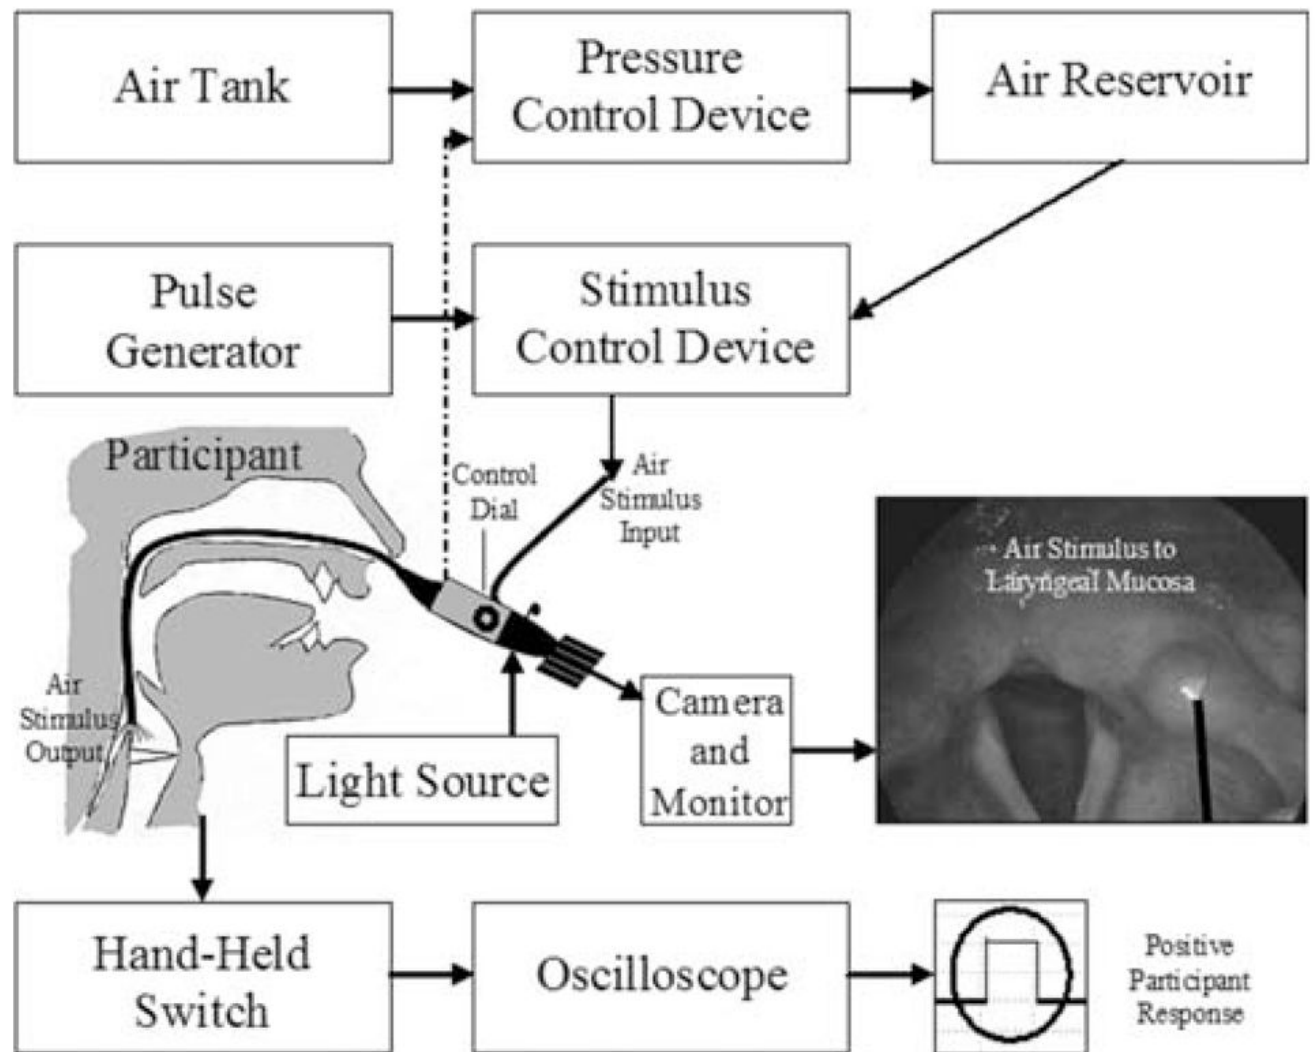 Air Tank
Pressure
Control Device
Air Reservoir
Pulse
Generator
Stimulus
Control Device
Participant
Control
Dial
Air
Stimulus
Input
Air Stimulus to
Laryngeal Mucosa
Air
Stimulus
Output
Light Source
Camera
and
Monitor
Hand-Held
Switch
Oscilloscope
Positive
Participant
Response